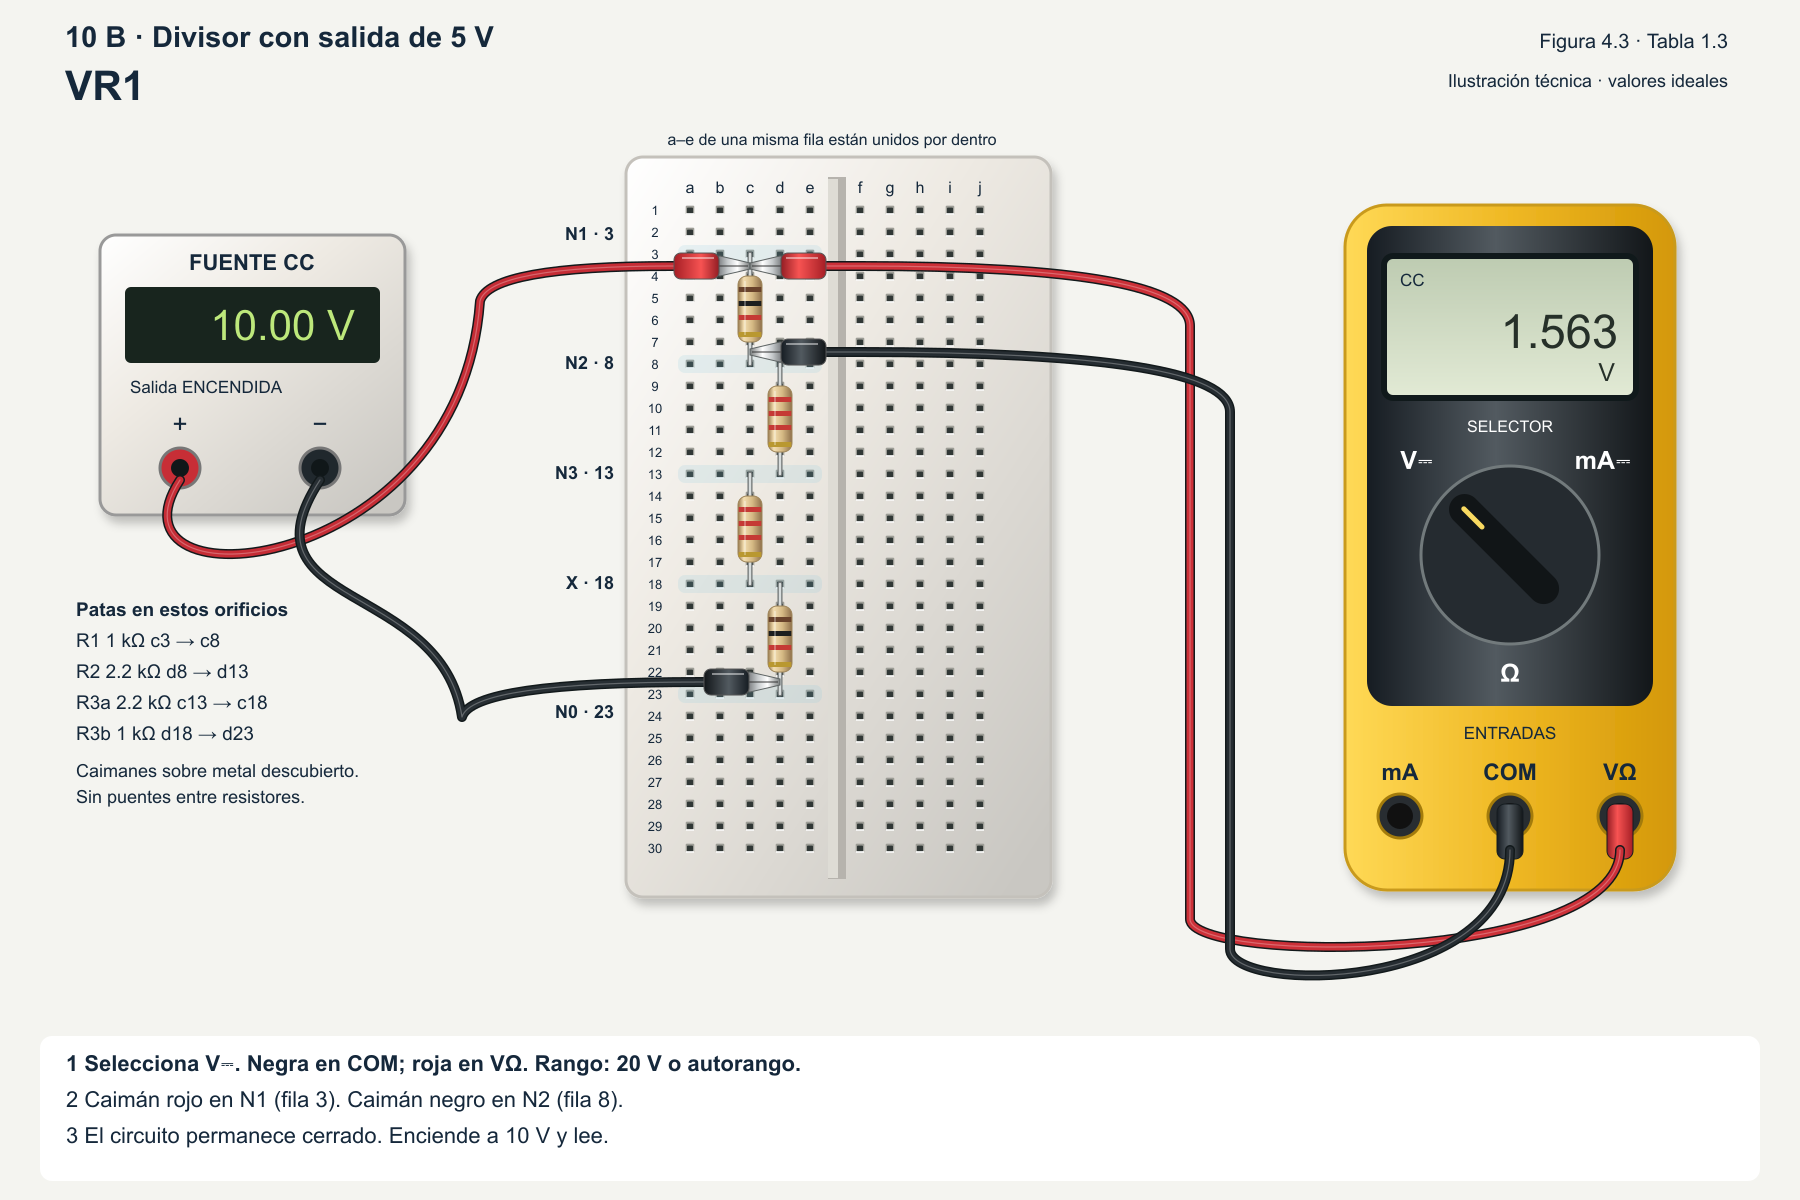 10 B · Divisor con salida de 5 V
VR1
Figura 4.3 · Tabla 1.3
Ilustración técnica · valores ideales
a–e de una misma fila están unidos por dentro
a b c d e f g h i j
1
2
3
4
5
6
7
8
9
10
11
12
13
14
15
16
17
18
19
20
21
22
23
24
25
26
27
28
29
30
N1 · 3
N2 · 8
N3 · 13
X · 18
N0 · 23
FUENTE CC
10.00 V
Salida ENCENDIDA
+ −
Patas en estos orificios
R1 1 kΩ c3 → c8
R2 2.2 kΩ d8 → d13
R3a 2.2 kΩ c13 → c18
R3b 1 kΩ d18 → d23
Caimanes sobre metal descubierto.
Sin puentes entre resistores.
CC
1.563
V
SELECTOR
V⎓ mA⎓
Ω
ENTRADAS
mA COM VΩ
1 Selecciona V⎓. Negra en COM; roja en VΩ. Rango: 20 V o autorango.
2 Caimán rojo en N1 (fila 3). Caimán negro en N2 (fila 8).
3 El circuito permanece cerrado. Enciende a 10 V y lee.